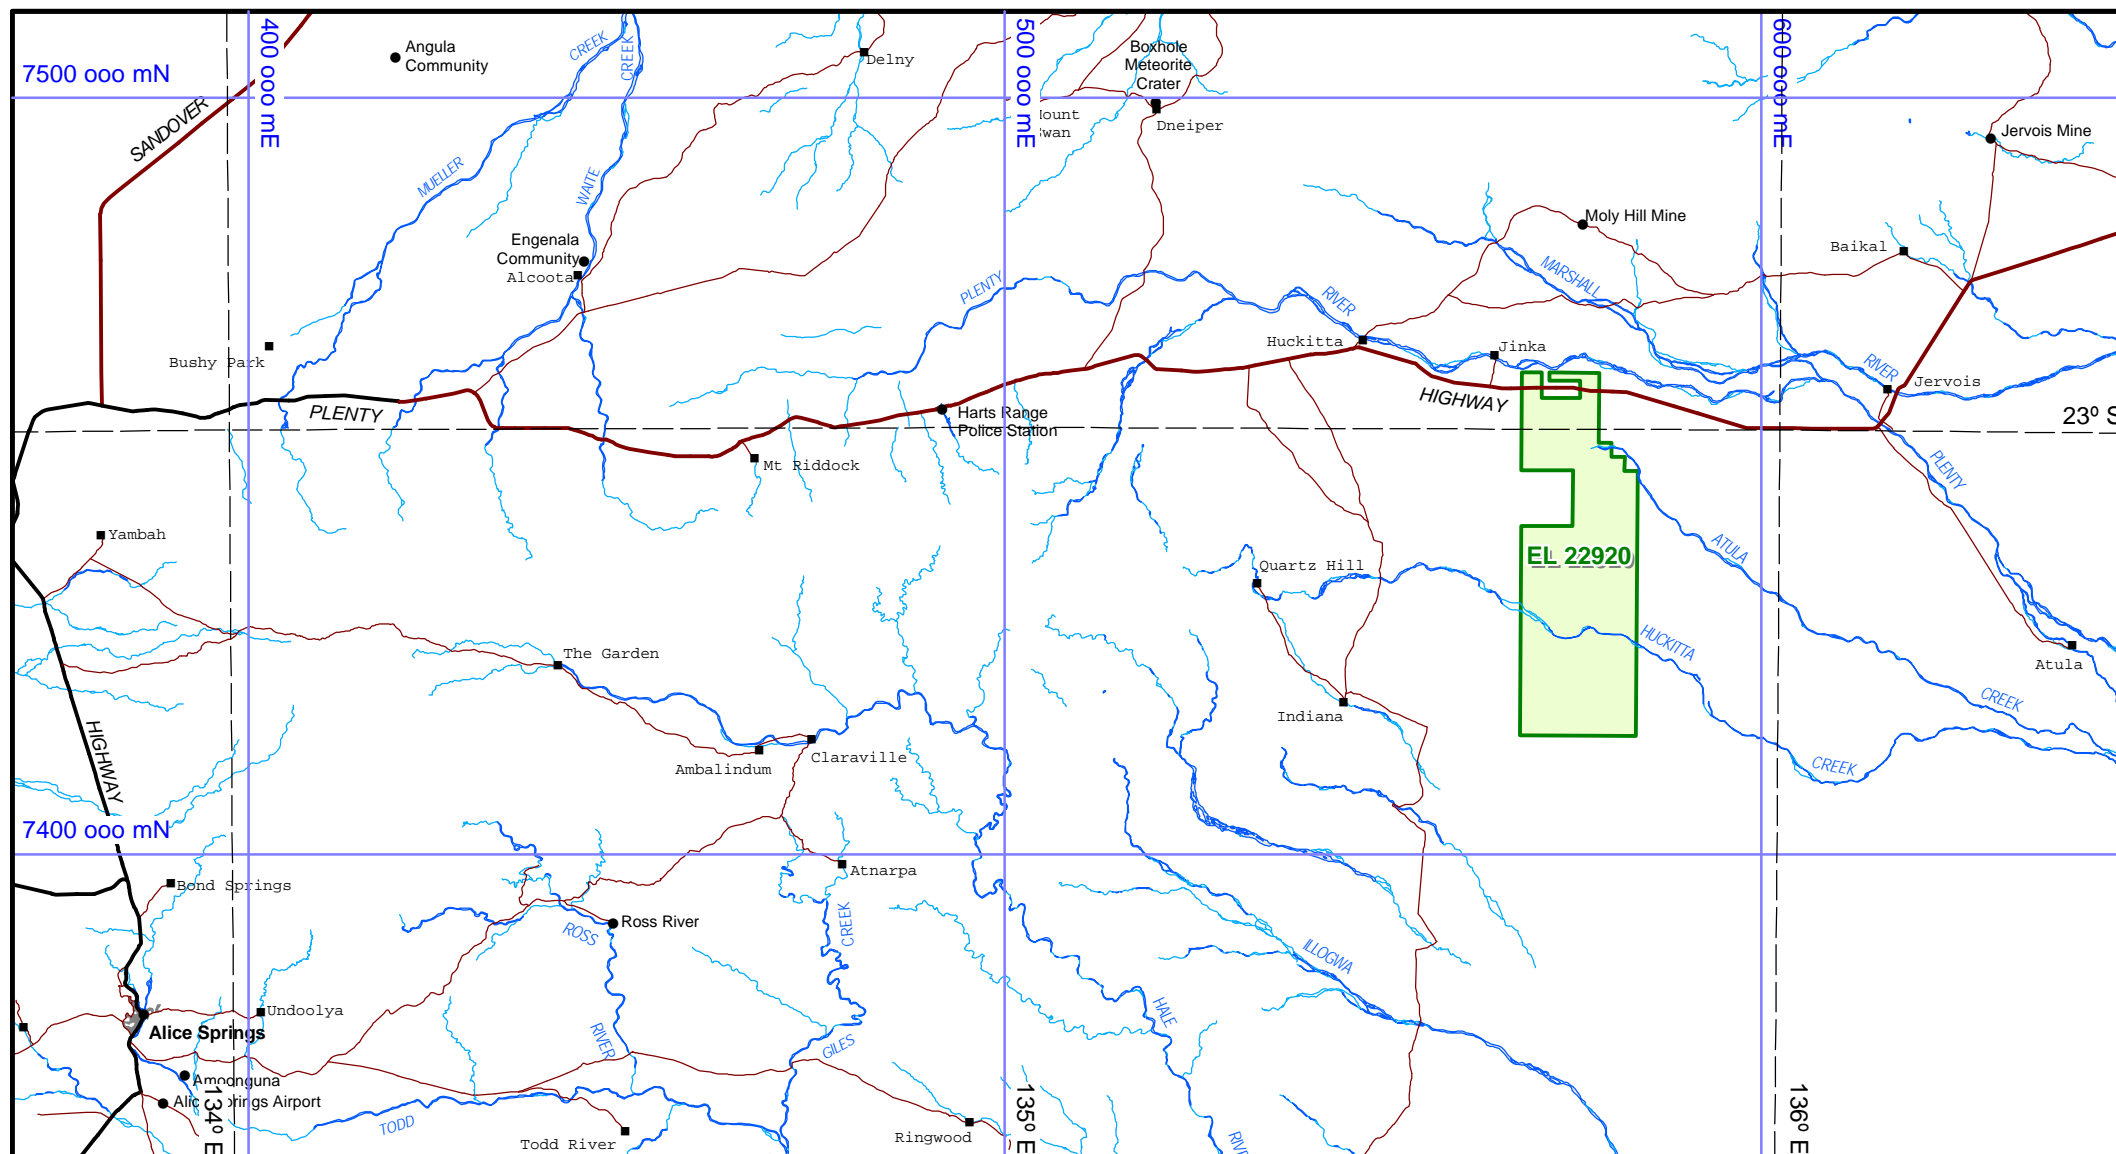 400 000 mE
500 000 mE
600 000 mE
7500 000 mN
Angula
Community
CREEK
CREEK
Delny
Boxhole
Meteorite
Crater
Dneiper
SANDOVER
Jervois Mine
MUELLER
WAITE
Moly Hill Mine
Engenala
Community
Alcoota
Baikal
PLENTY
RIVER
MARSHALL
Bushy Park
Huckitta
Jinka
RIVER
Jervois
PLENTY
HIGHWAY
Harts Range
Police Station
23º S
Mt Riddock
PLENTY
Yambah
EL 22920
ATULA
Quartz Hill
HUCKITTA
The Garden
Atula
Indiana
CREEK
HIGHWAY
Ambalindum
Claraville
CREEK
7400 000 mN
Bond Springs
Atnarpa
CREEK
Ross River
ROSS
ILLOGWA
HALE
Undoolya
Alice Springs
RIVER
GILES
Amoonguna
Airport
TODD
134º E
135º E
136º E
Todd River
Ringwood